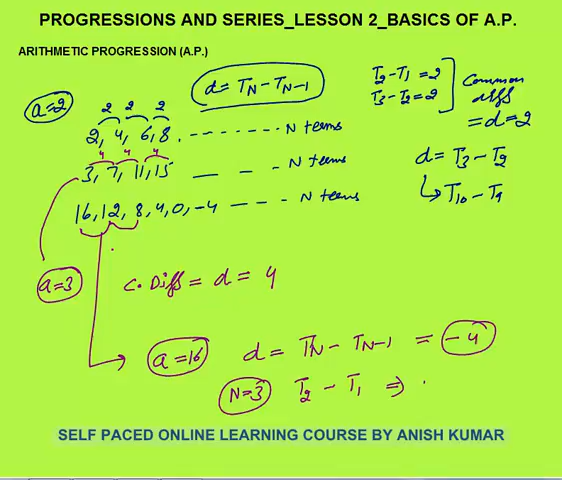 PROGRESSIONS AND SERIES_LESSON 2_BASICS OF A.P.
ARITHMETIC PROGRESSION (A.P.)
d = TN - TN-1
T2 - T1 = 2
T3 - T2 = 2
Common
diff
= d = 2
a=2
2 2 2
2, 4, 6, 8. ------- N terms
4 4 4
3, 7, 11, 15 — — - N terms
16, 12, 8, 4, 0, -4 — — - N terms
d = T3 - T2
↳ T10 - T9
a=3
C. Diff = d = 4
a=16 d = TN - TN-1 = -4
N=3 T2 - T1 ⇒
SELF PACED ONLINE LEARNING COURSE BY ANISH KUMAR